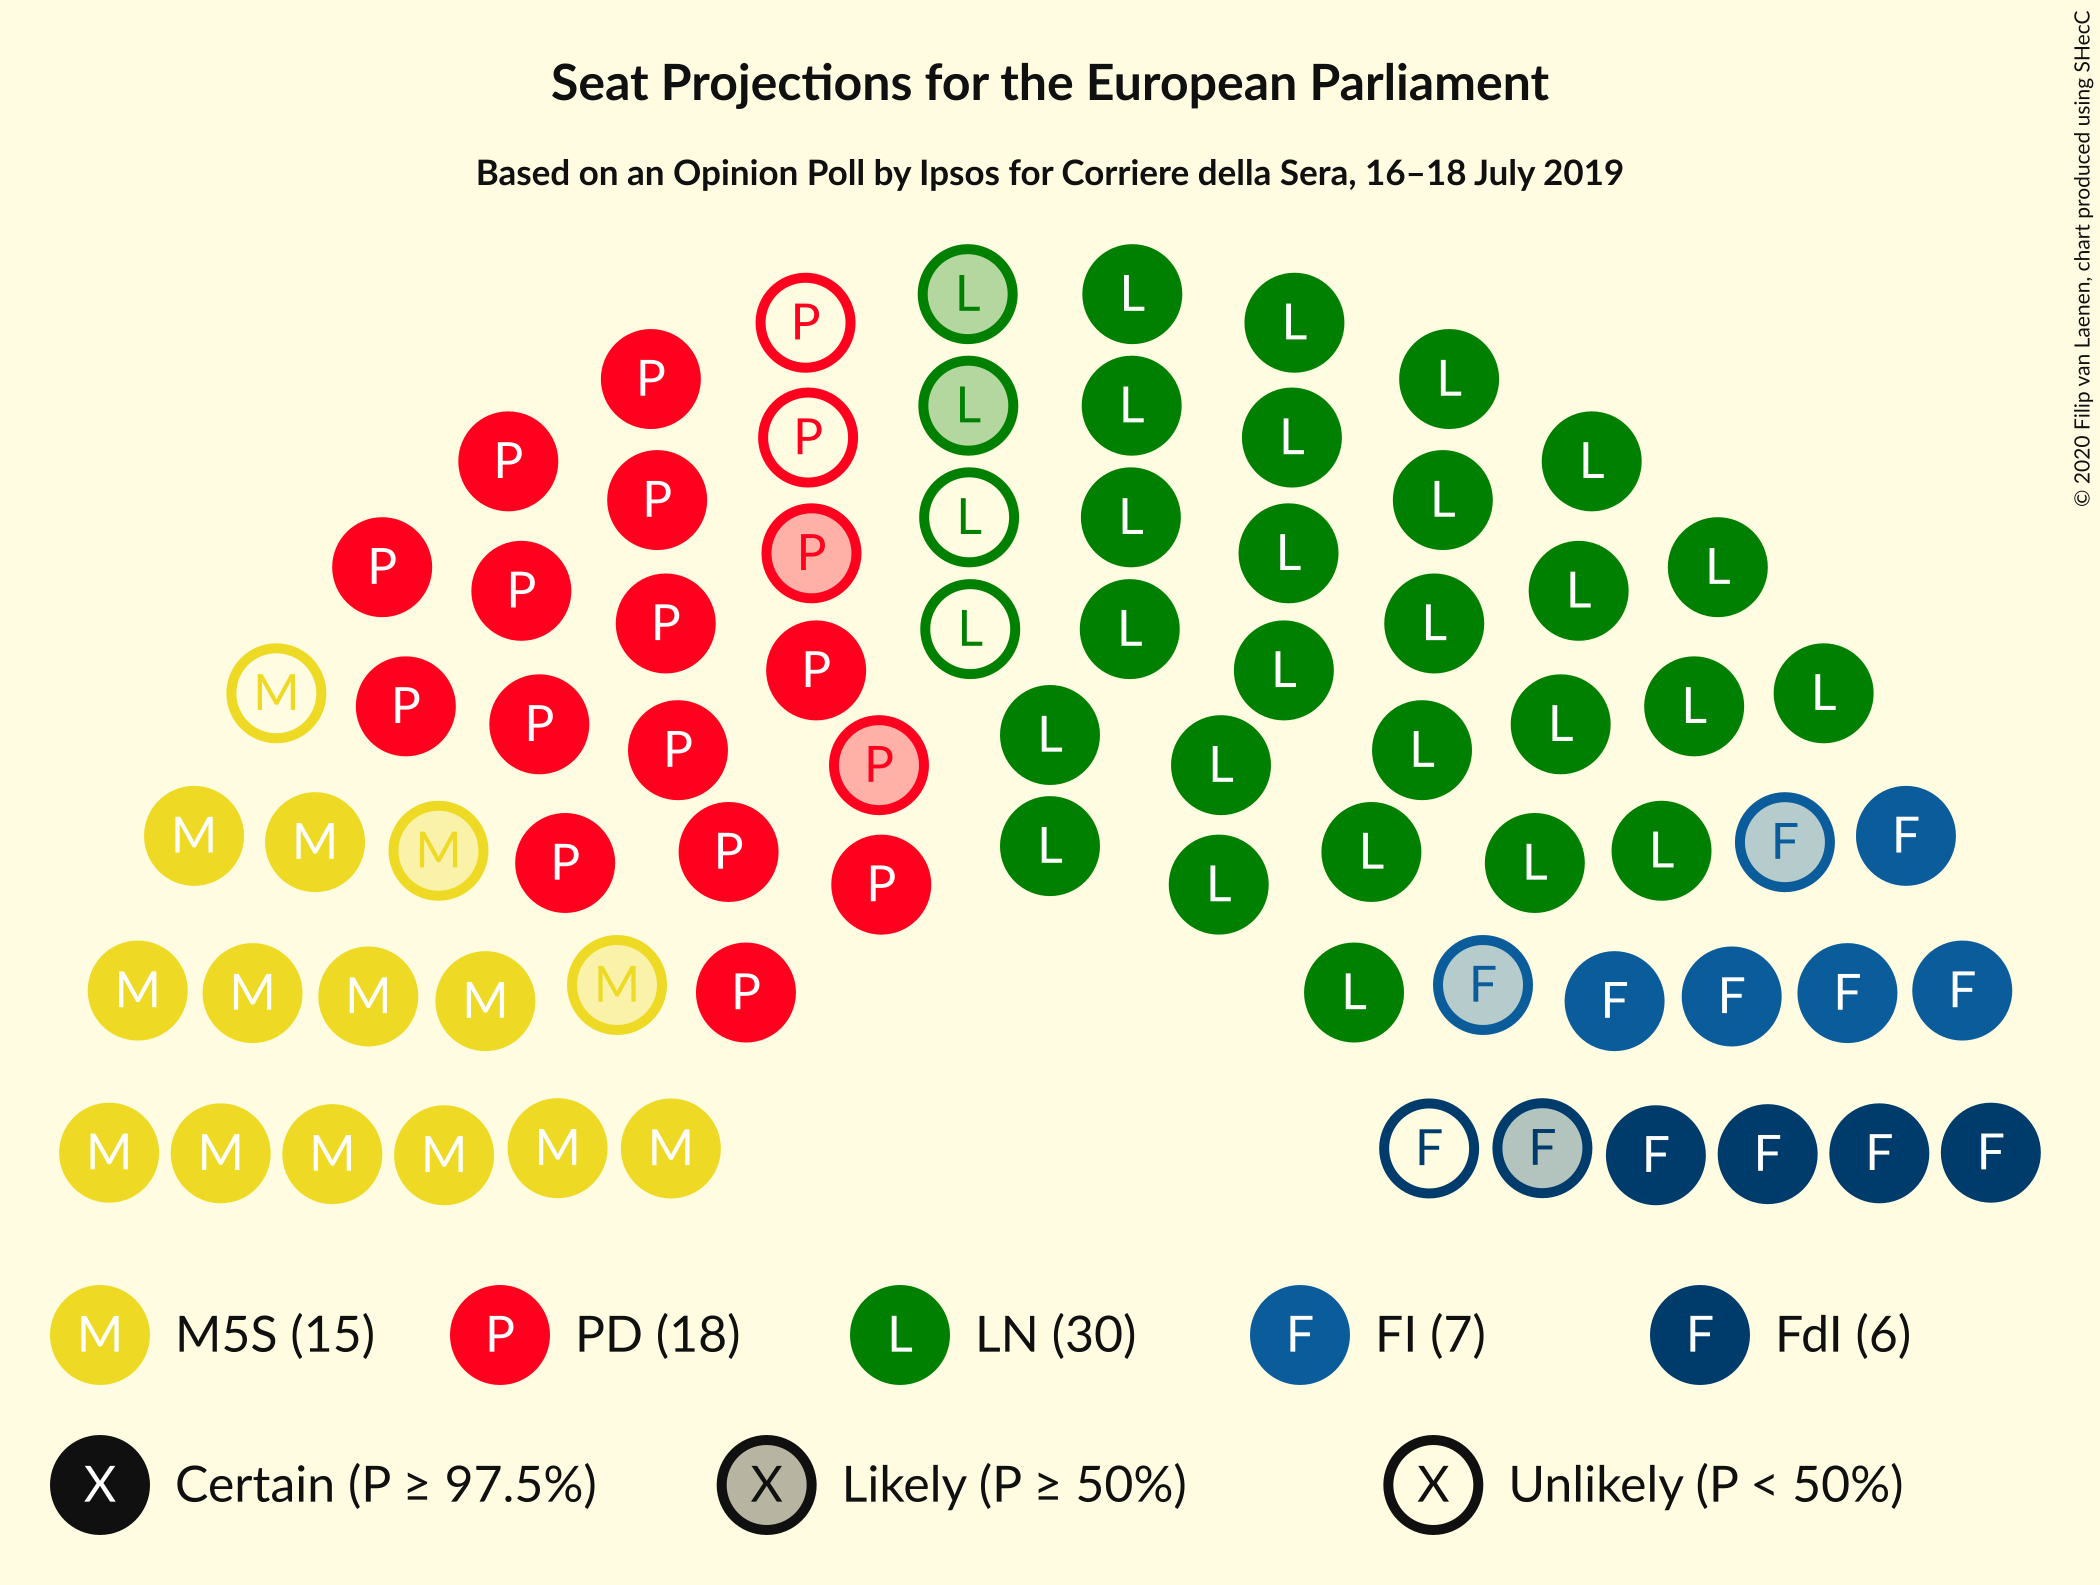 Seat Projections for the European Parliament
Based on an Opinion Poll by Ipsos for Corriere della Sera, 16–18 July 2019
© 2020 Filip van Laenen, chart produced using SHecC
L L
P L
P L
L L
P L
P L
P L
L L
P P L L
P L
P L
P L
P L
M P P L L L
P P L L
P L
P L L
M M M P P L L L F F
P L
M M M M M P L F F F F F
M M M M M M F F F F F F
M M5S (15) P PD (18) L LN (30) F FI (7) F FdI (6)
X Certain (P ≥ 97.5%) X Likely (P ≥ 50%) X Unlikely (P < 50%)